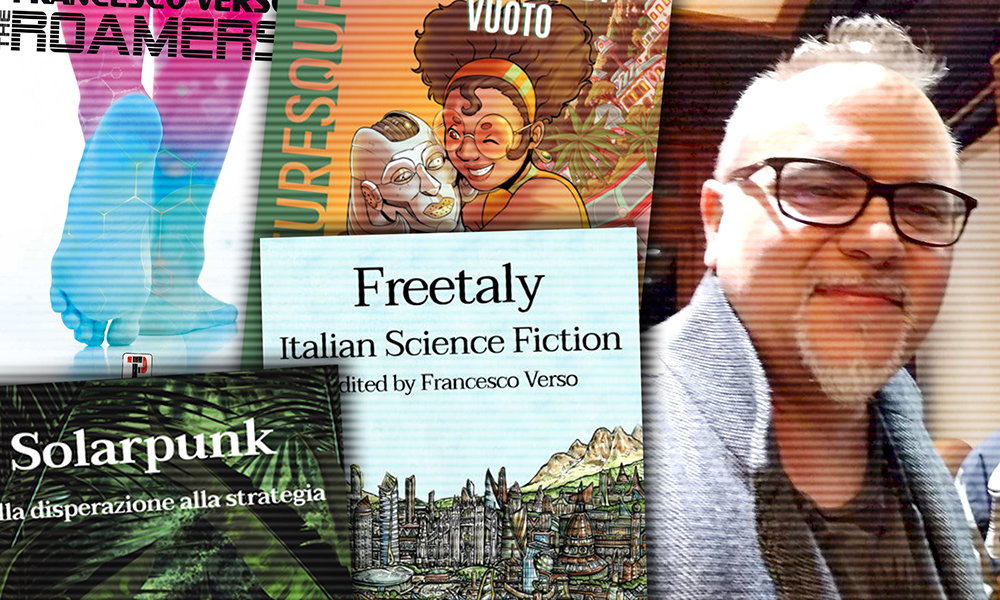 FRANCESCO VERSO
THE ROAMERS
VUOTO
URESQU
Freetaly
Italian Science Fiction
dited by Francesco Verso
Solarpunk
lla disperazione alla strategia